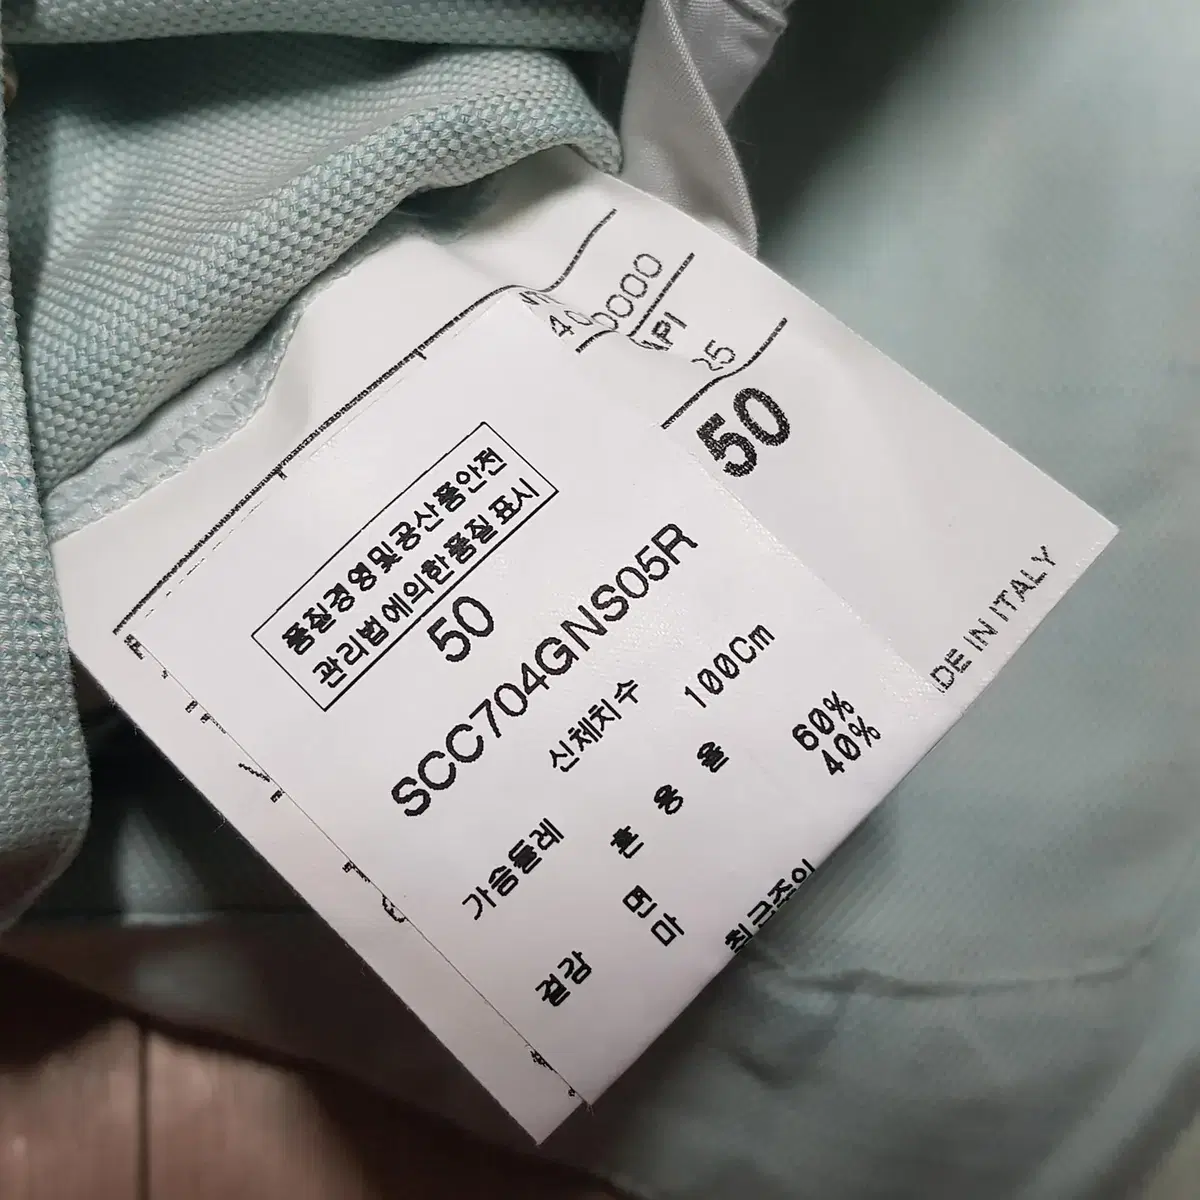 품질경영및공산품안전
관리법에의한품질표시
50
SCC704GNS05R
신체치수
가슴둘레 100Cm
혼용율
겉감 면 60%
마 40%
50
DE IN ITALY